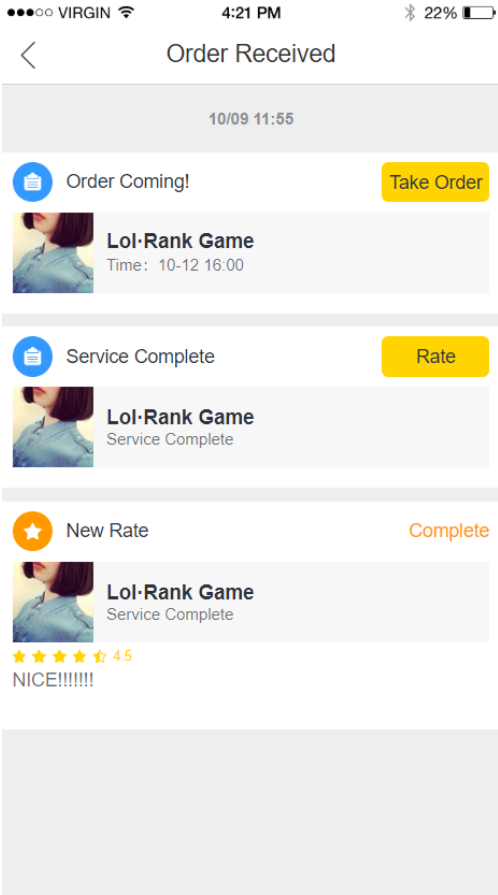 VIRGIN 4:21 PM 22%
Order Received
10/09 11:55
Order Coming! Take Order
Lol·Rank Game
Time：10-12 16:00
Service Complete Rate
Lol·Rank Game
Service Complete
New Rate Complete
Lol·Rank Game
Service Complete
4.5
NICE!!!!!!!